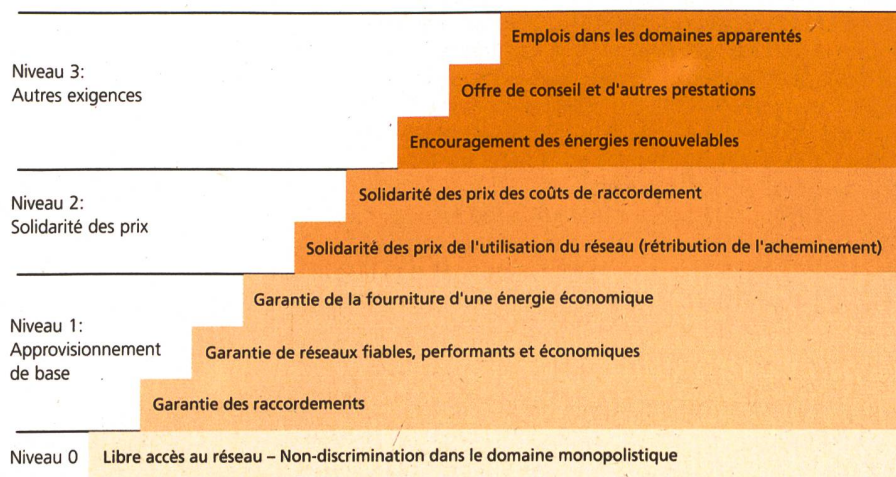 Emplois dans les domaines apparentés
Niveau 3:
Autres exigences
Offre de conseil et d'autres prestations
Encouragement des énergies renouvelables
Niveau 2:
Solidarité des prix
Solidarité des prix des coûts de raccordement
Solidarité des prix de l'utilisation du réseau (rétribution de l'acheminement)
Garantie de la fourniture d'une énergie économique
Niveau 1:
Approvisionnement
de base
Garantie de réseaux fiables, performants et économiques
Garantie des raccordements
Niveau 0
Libre accès au réseau – Non-discrimination dans le domaine monopolistique